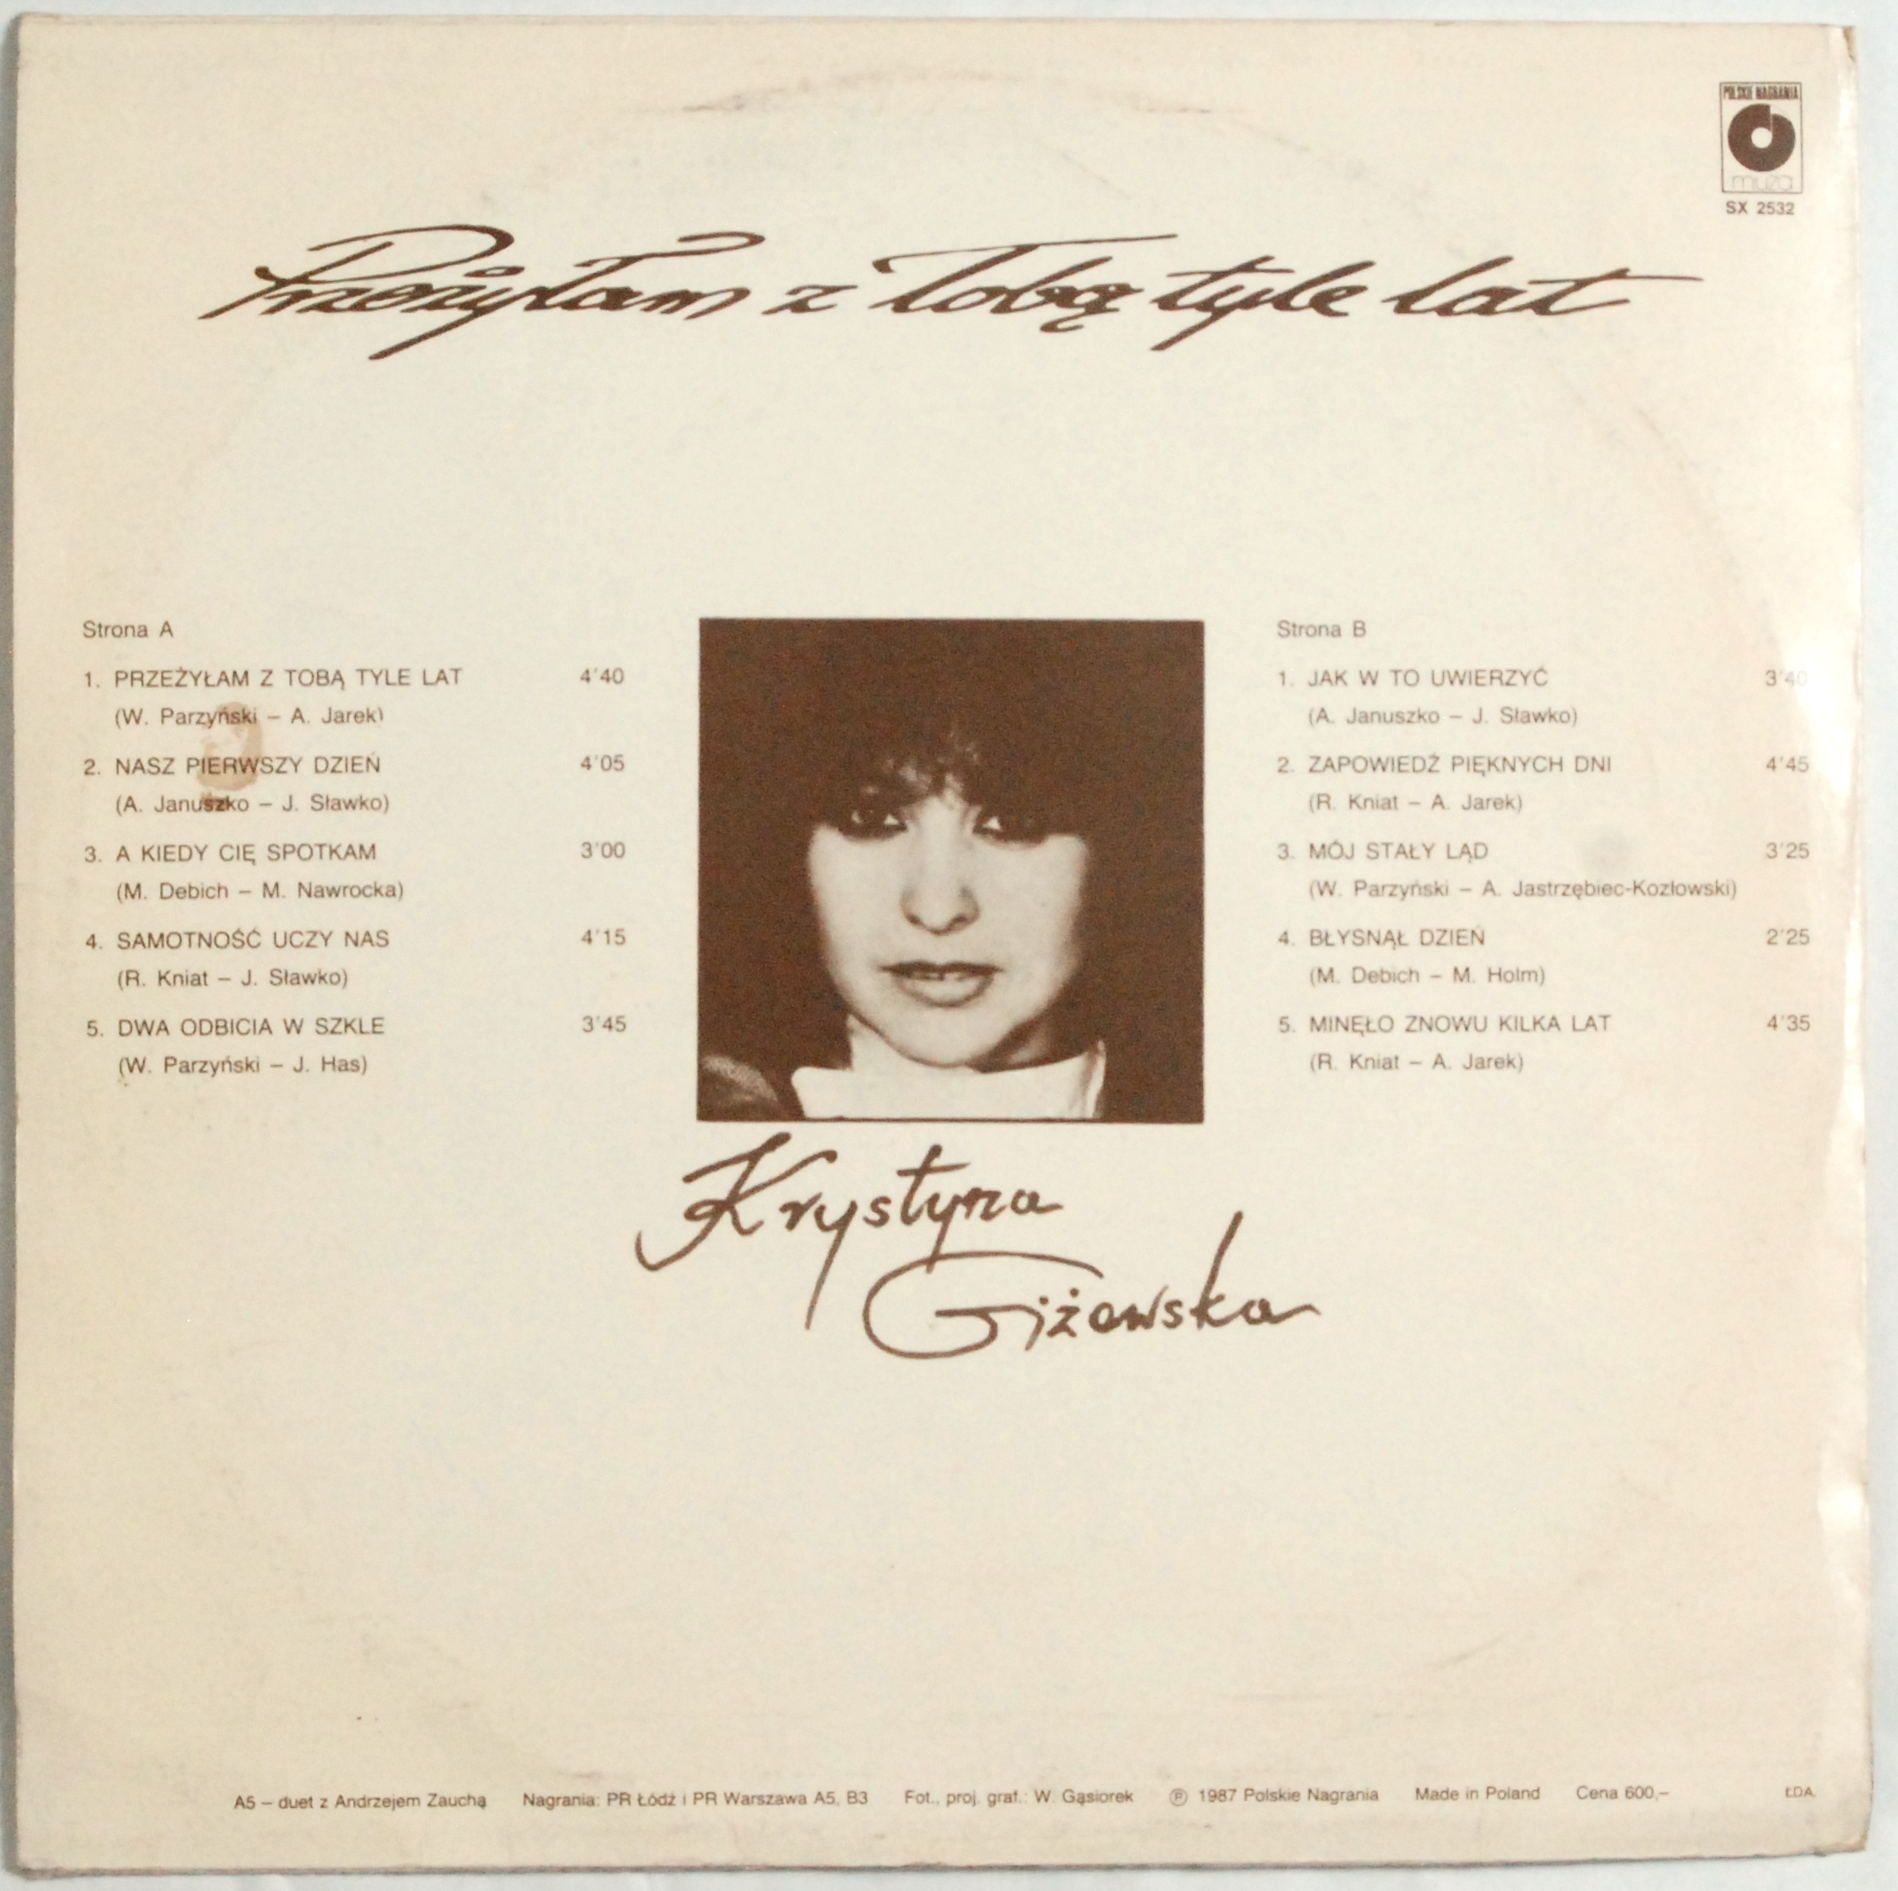 POLSKIE NAGRANIA
muza
SX 2532
Przeżyłam z Tobą tyle lat
Strona A
1. PRZEŻYŁAM Z TOBĄ TYLE LAT 4'40
(W. Parzyński – A. Jarek)
2. NASZ PIERWSZY DZIEŃ 4'05
(A. Januszko – J. Sławko)
3. A KIEDY CIĘ SPOTKAM 3'00
(M. Debich – M. Nawrocka)
4. SAMOTNOŚĆ UCZY NAS 4'15
(R. Kniat – J. Sławko)
5. DWA ODBICIA W SZKLE 3'45
(W. Parzyński – J. Has)
Strona B
1. JAK W TO UWIERZYĆ 3'40
(A. Januszko – J. Sławko)
2. ZAPOWIEDŹ PIĘKNYCH DNI 4'45
(R. Kniat – A. Jarek)
3. MÓJ STAŁY LĄD 3'25
(W. Parzyński – A. Jastrzębiec-Kozłowski)
4. BŁYSNĄŁ DZIEŃ 2'25
(M. Debich – M. Holm)
5. MINĘŁO ZNOWU KILKA LAT 4'35
(R. Kniat – A. Jarek)
Krystyna
Giżowska
A5 – duet z Andrzejem Zauchą Nagrania: PR Łódź i PR Warszawa A5, B3 Fot., proj. graf.: W. Gąsiorek Ⓟ 1987 Polskie Nagrania Made in Poland Cena 600,– ŁDA.